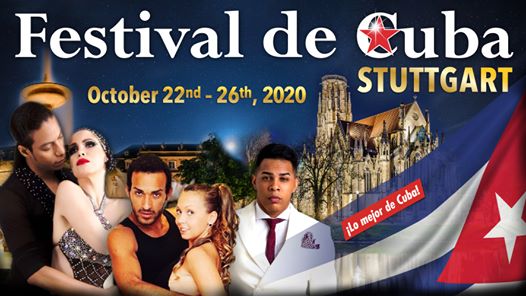 Festival de Cuba
STUTTGART
October 22nd - 26th, 2020
¡Lo mejor de Cuba!